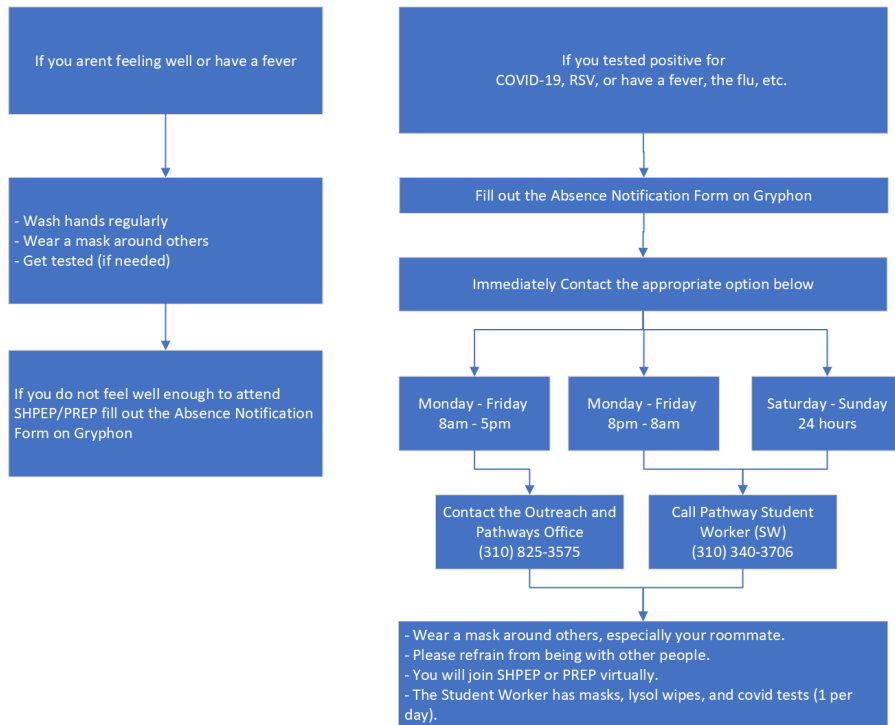 If you arent feeling well or have a fever
- Wash hands regularly
- Wear a mask around others
- Get tested (if needed)
If you do not feel well enough to attend
SHPEP/PREP fill out the Absence Notification
Form on Gryphon
If you tested positive for
COVID-19, RSV, or have a fever, the flu, etc.
Fill out the Absence Notification Form on Gryphon
Immediately Contact the appropriate option below
Monday - Friday
8am - 5pm
Monday - Friday
8pm - 8am
Saturday - Sunday
24 hours
Contact the Outreach and
Pathways Office
(310) 825-3575
Call Pathway Student
Worker (SW)
(310) 340-3706
- Wear a mask around others, especially your roommate.
- Please refrain from being with other people.
- You will join SHPEP or PREP virtually.
- The Student Worker has masks, lysol wipes, and covid tests (1 per
day).